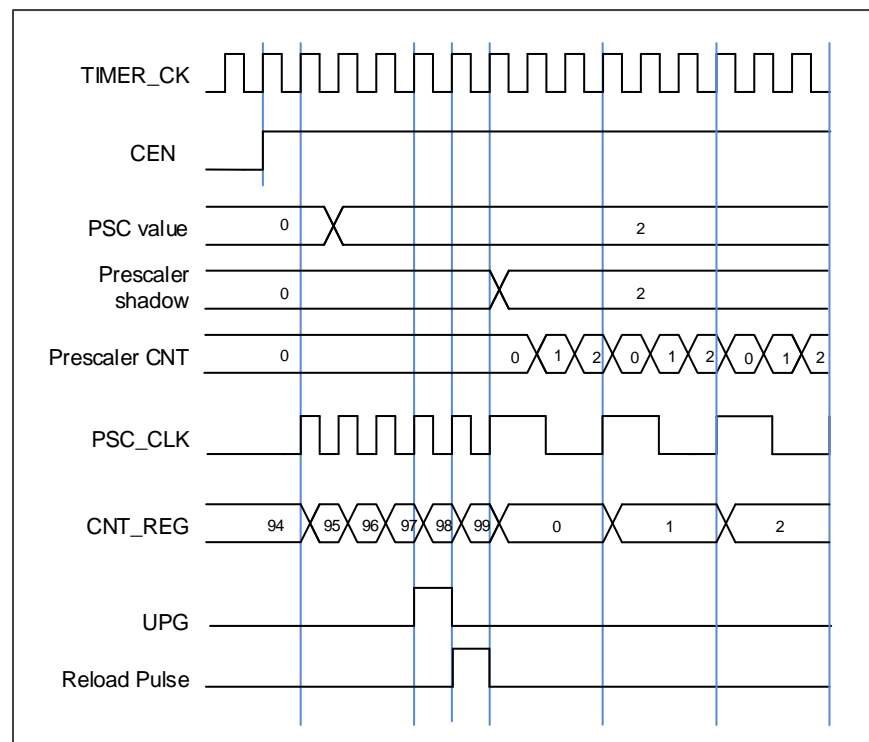 TIMER_CK
CEN
PSC value 0 2
Prescaler
shadow 0 2
Prescaler CNT 0 0 1 2 0 1 2 0 1 2
PSC_CLK
CNT_REG 94 95 96 97 98 99 0 1 2
UPG
Reload Pulse